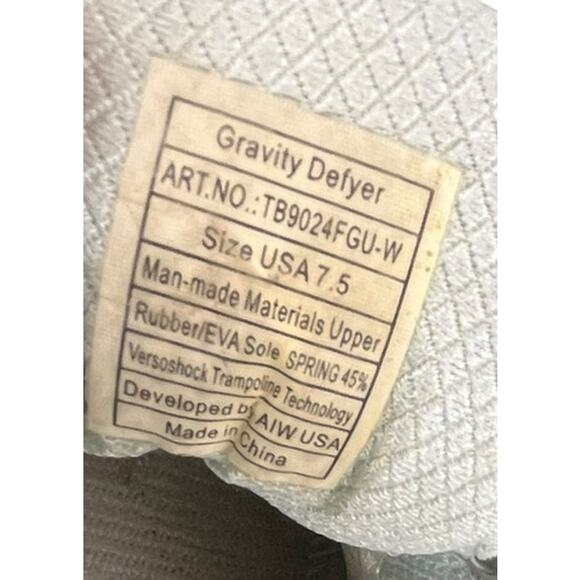 Gravity Defyer
ART.NO.:TB9024FGU-W
Size USA 7.5
Man-made Materials Upper
Rubber/EVA Sole SPRING 45%
Versoshock Trampoline Technology
Developed by AIW USA
Made in China